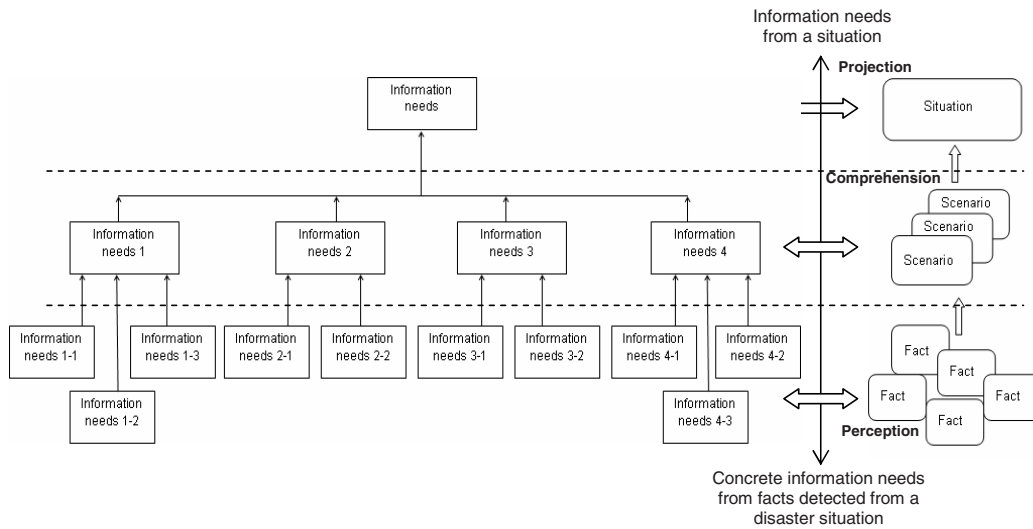 Information needs
from a situation
Projection
Information
needs
Situation
Comprehension
Scenario
Scenario
Scenario
Information
needs 1
Information
needs 2
Information
needs 3
Information
needs 4
Information
needs 1-1
Information
needs 1-3
Information
needs 2-1
Information
needs 2-2
Information
needs 3-1
Information
needs 3-2
Information
needs 4-1
Information
needs 4-2
Information
needs 1-2
Information
needs 4-3
Fact
Fact
Fact
Fact
Fact
Perception
Concrete information needs
from facts detected from a
disaster situation